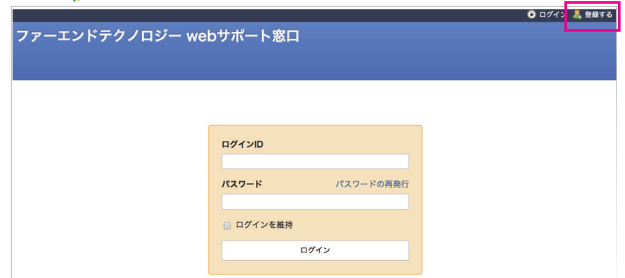 ログイン 登録する
ファーエンドテクノロジー webサポート窓口
ログインID
パスワード パスワードの再発行
ログインを維持
ログイン